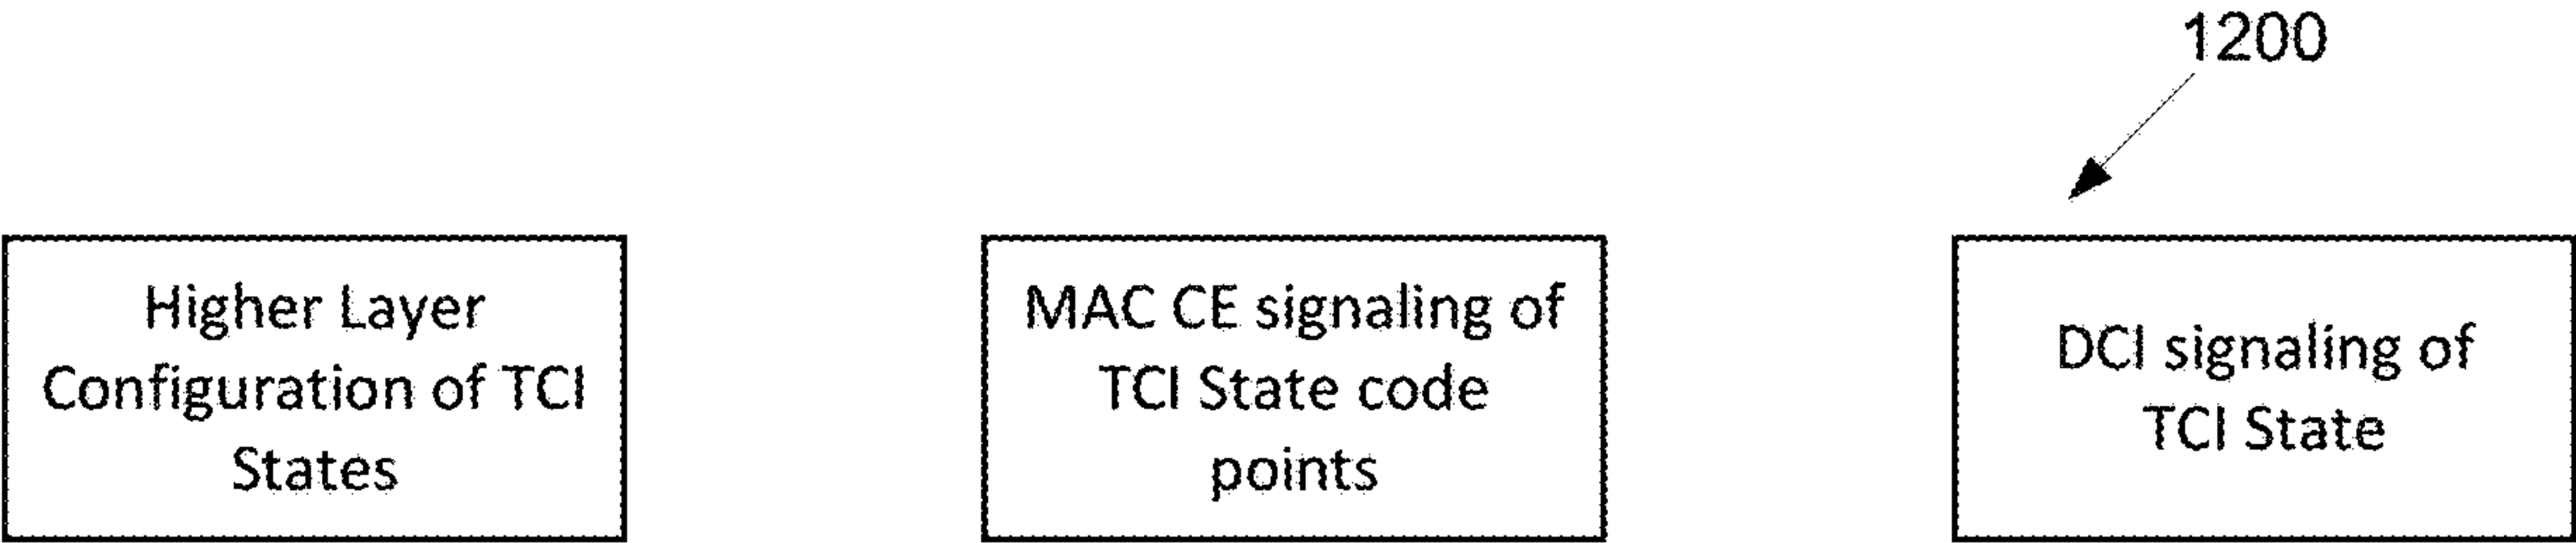 1200
Higher Layer
Configuration of TCI
States
MAC CE signaling of
TCI State code
points
DCI signaling of
TCI State